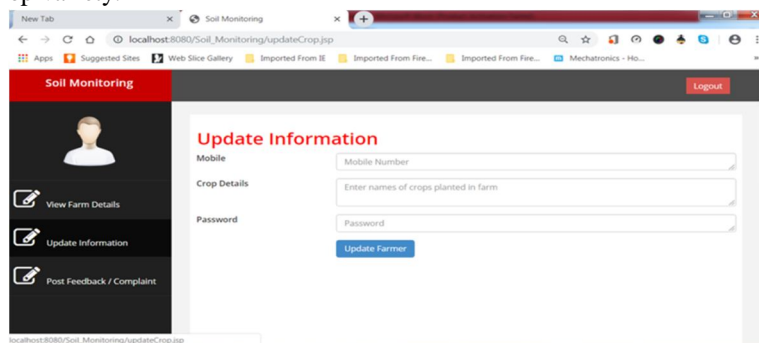 New Tab × Soil Monitoring ×
localhost:8080/Soil_Monitoring/updateCrop.jsp
Apps Suggested Sites Web Slice Gallery Imported From IE Imported From Fire... Imported From Fire... Mechatronics - Ho... »
Soil Monitoring Logout
Update Information
Mobile Mobile Number
Crop Details Enter names of crops planted in farm
Password Password
Update Farmer
View Farm Details
Update Information
Post Feedback / Complaint
localhost:8080/Soil_Monitoring/updateCrop.jsp